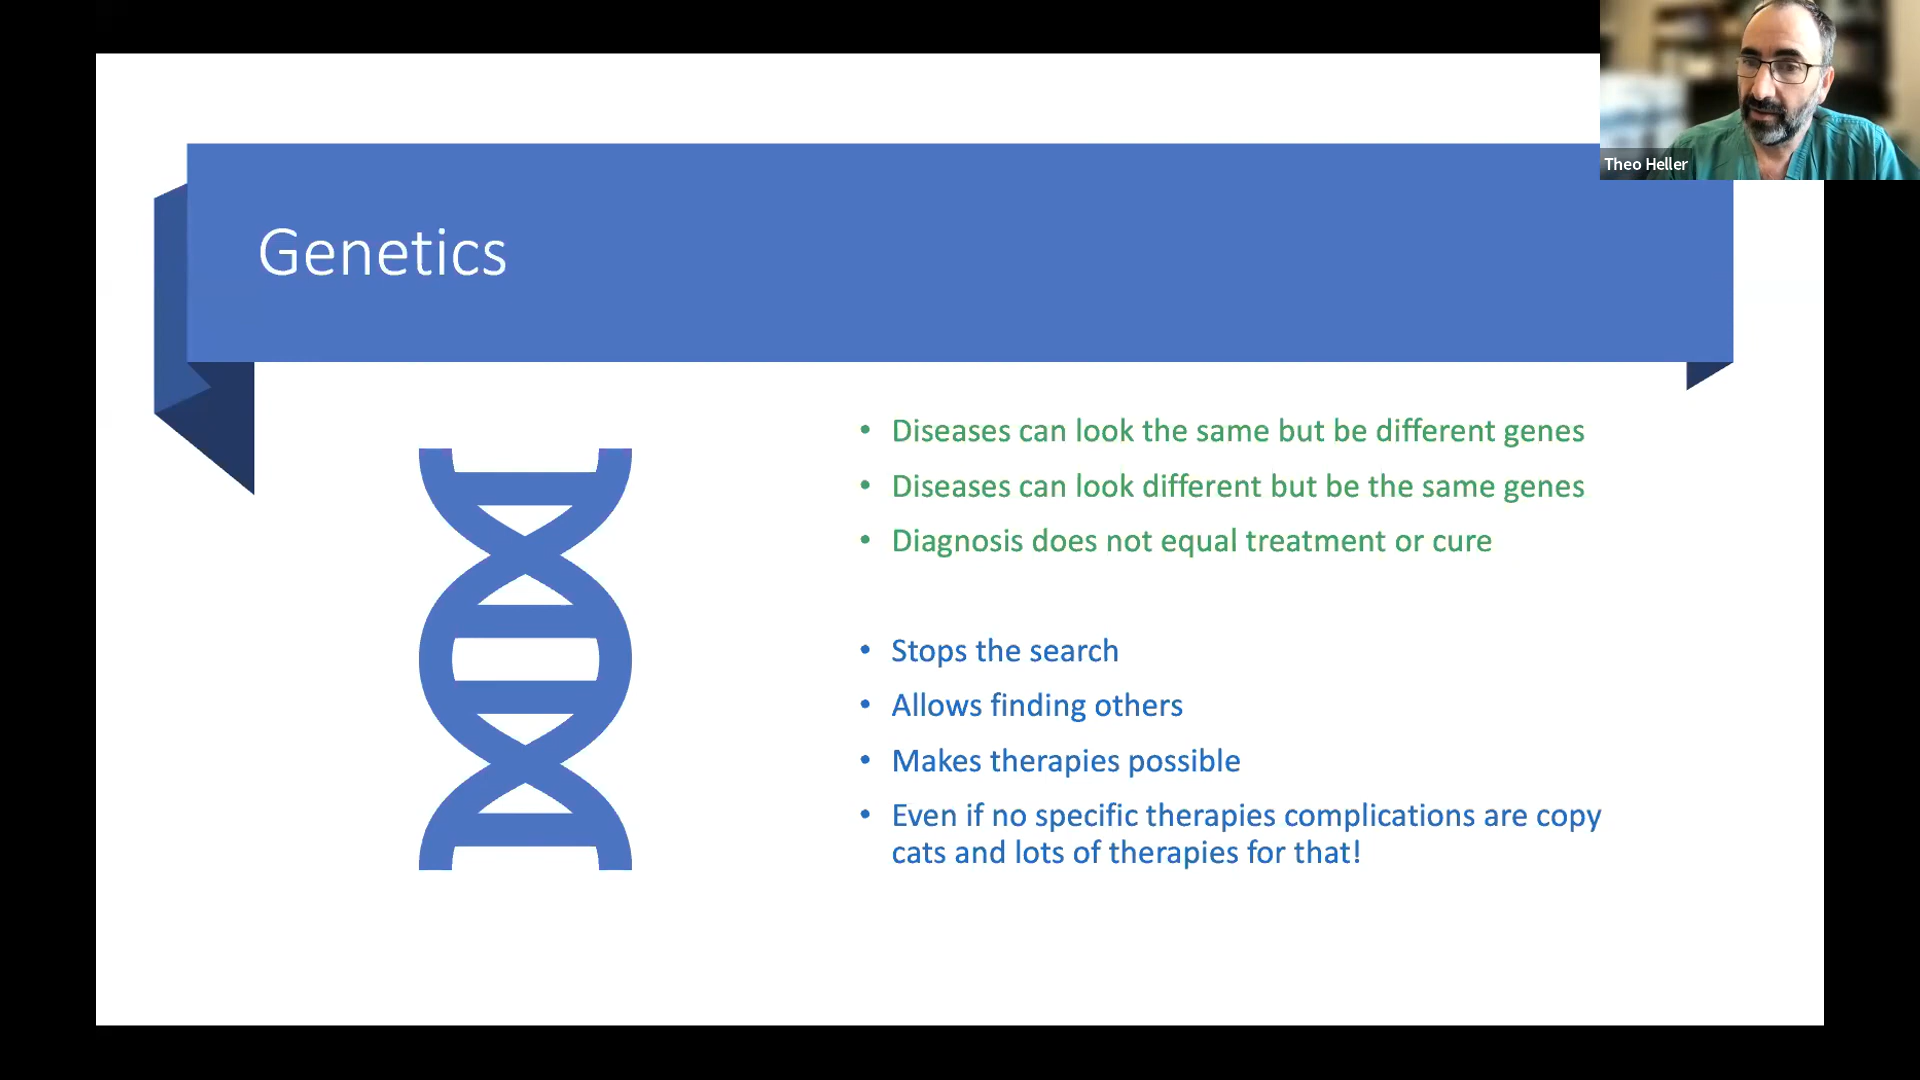 Theo Heller
Genetics
• Diseases can look the same but be different genes
• Diseases can look different but be the same genes
• Diagnosis does not equal treatment or cure
• Stops the search
• Allows finding others
• Makes therapies possible
• Even if no specific therapies complications are copy
cats and lots of therapies for that!